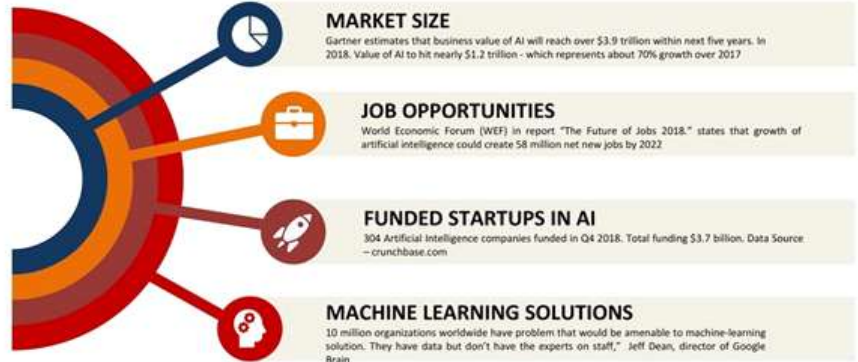 MARKET SIZE
Gartner estimates that business value of AI will reach over $3.9 trillion within next five years. In
2018. Value of AI to hit nearly $1.2 trillion - which represents about 70% growth over 2017
JOB OPPORTUNITIES
World Economic Forum (WEF) in report "The Future of Jobs 2018." states that growth of
artificial intelligence could create 58 million net new jobs by 2022
FUNDED STARTUPS IN AI
304 Artificial Intelligence companies funded in Q4 2018. Total funding $3.7 billion. Data Source
– crunchbase.com
MACHINE LEARNING SOLUTIONS
10 million organizations worldwide have problem that would be amenable to machine-learning
solution. They have data but don't have the experts on staff," Jeff Dean, director of Google
Brain